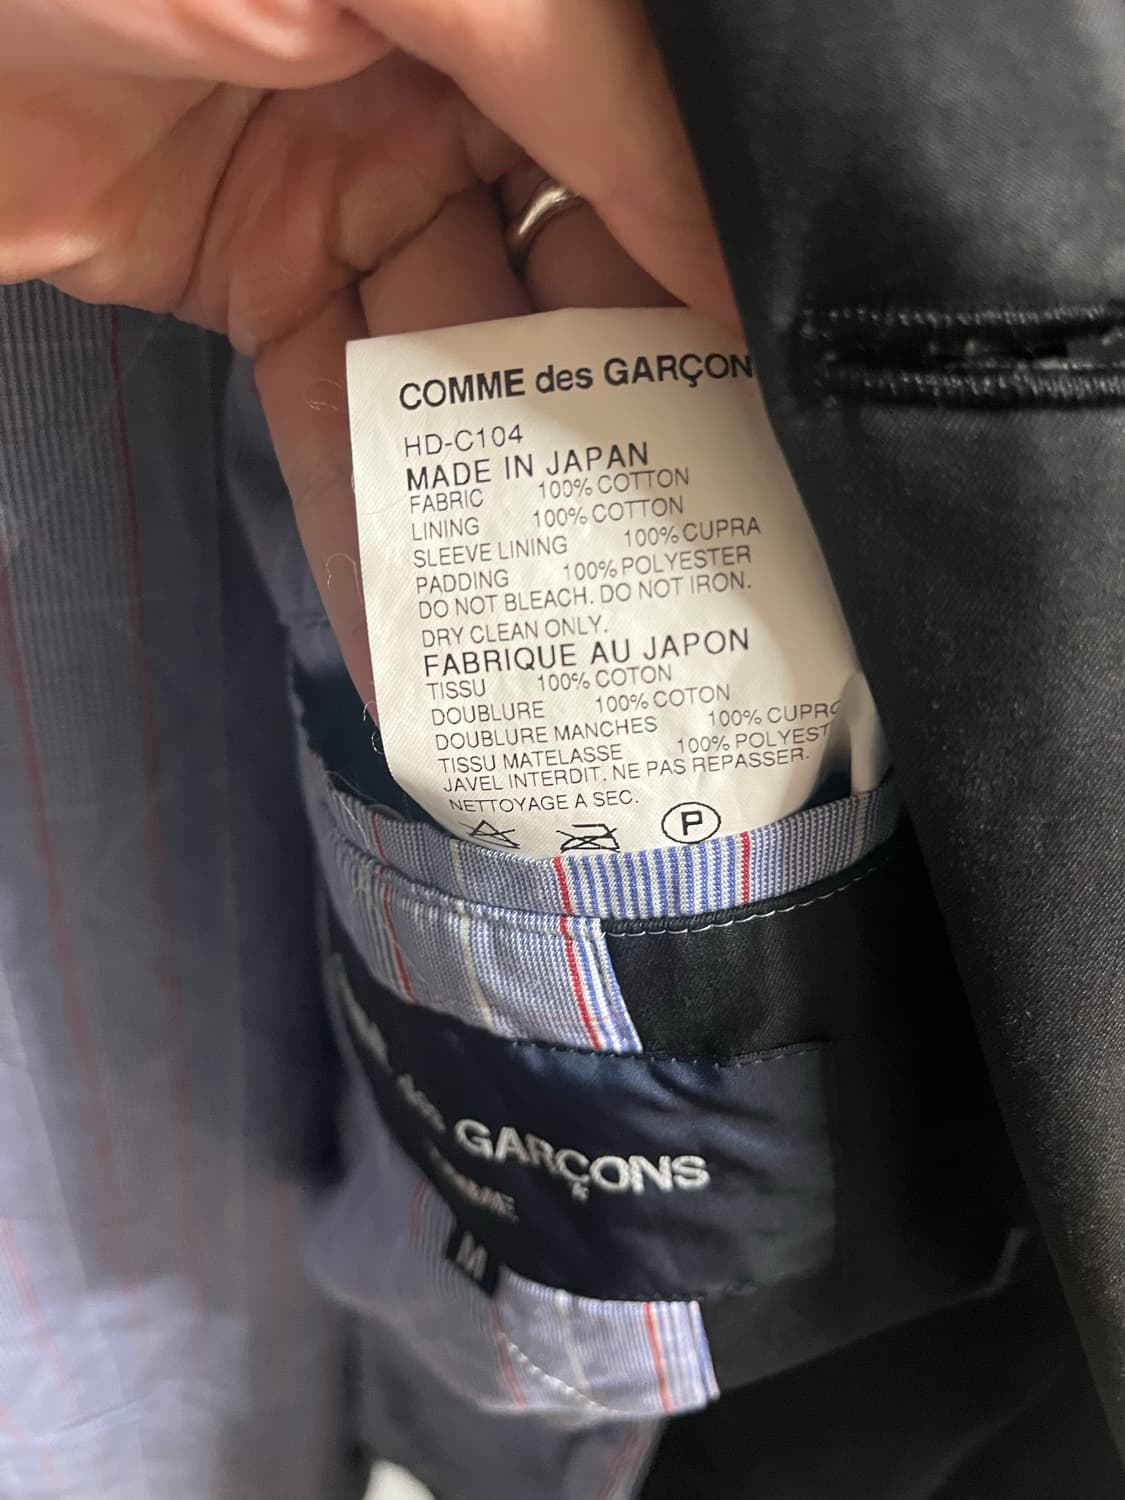 COMME des GARÇON
HD-C104
MADE IN JAPAN
FABRIC 100% COTTON
LINING 100% COTTON
SLEEVE LINING 100% CUPRA
PADDING 100% POLYESTER
DO NOT BLEACH. DO NOT IRON.
DRY CLEAN ONLY.
FABRIQUE AU JAPON
TISSU 100% COTON
DOUBLURE 100% COTON
DOUBLURE MANCHES 100% CUPRO
TISSU MATELASSE 100% POLYEST
JAVEL INTERDIT. NE PAS REPASSER.
NETTOYAGE A SEC.
P
des GARÇONS
M